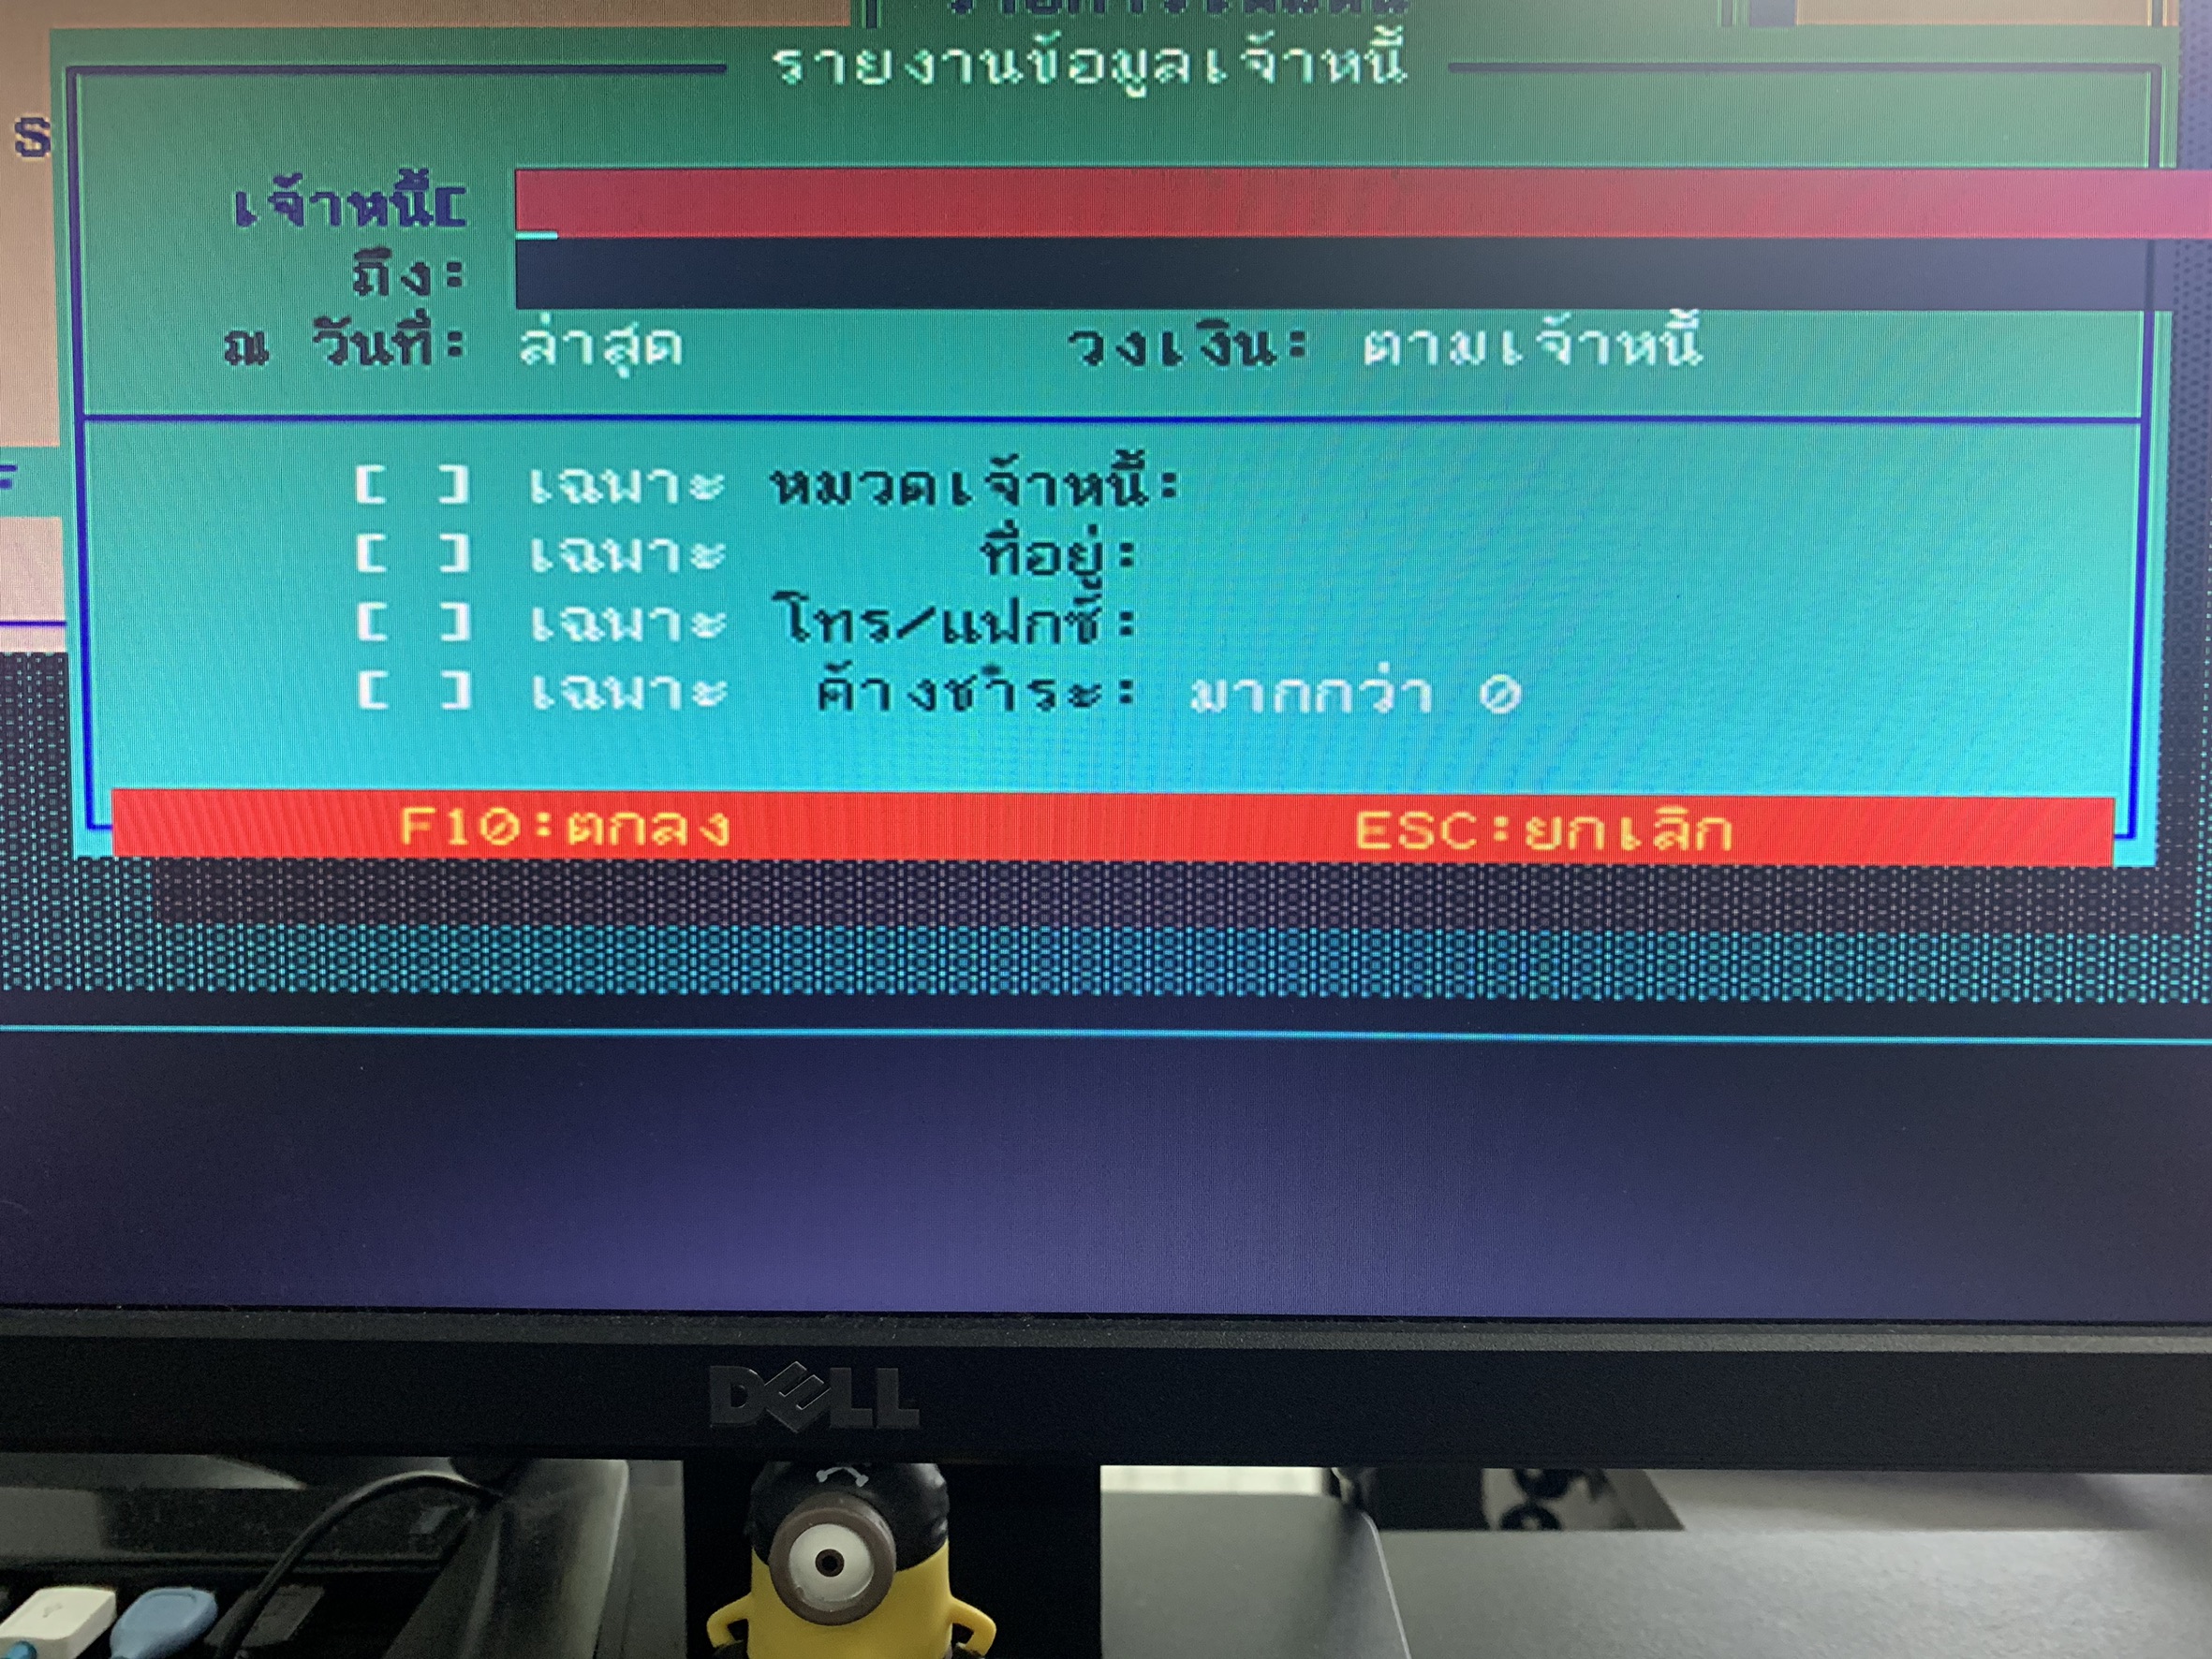 รายงานข้อมูลเจ้าหนี้
S
เจ้าหนี้[
ถึง:
ณ วันที่: ล่าสุด วงเงิน: ตามเจ้าหนี้
[ ] เฉพาะ หมวดเจ้าหนี้:
[ ] เฉพาะ ที่อยู่:
[ ] เฉพาะ โทร/แฟกซ์:
[ ] เฉพาะ ค้างชำระ: มากกว่า 0
F10:ตกลง ESC:ยกเลิก
DELL